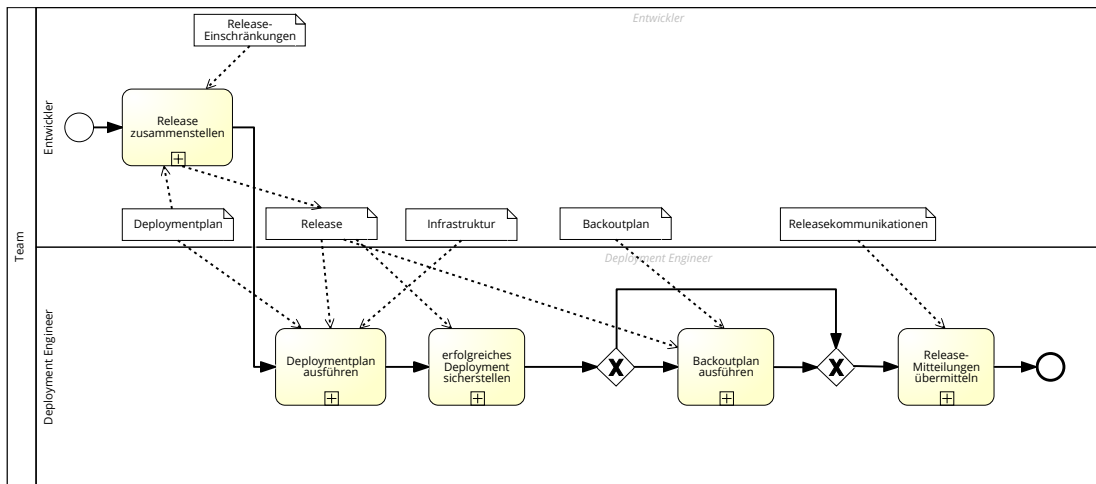 Team
Entwickler
Entwickler
Release-
Einschränkungen
Release
zusammenstellen
Deploymentplan
Release
Infrastruktur
Backoutplan
Releasekommunikationen
Deployment Engineer
Deployment Engineer
Deploymentplan
ausführen
erfolgreiches
Deployment
sicherstellen
X
Backoutplan
ausführen
X
Release-
Mitteilungen
übermitteln